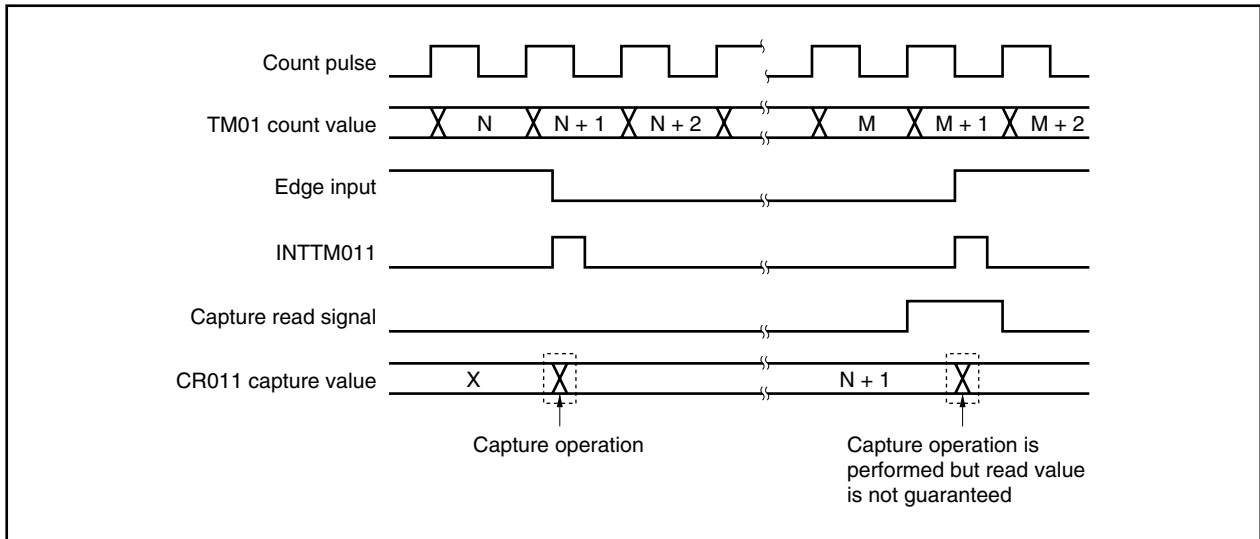 Count pulse
TM01 count value N N + 1 N + 2 M M + 1 M + 2
Edge input
INTTM011
Capture read signal
CR011 capture value X N + 1
Capture operation
Capture operation is
performed but read value
is not guaranteed